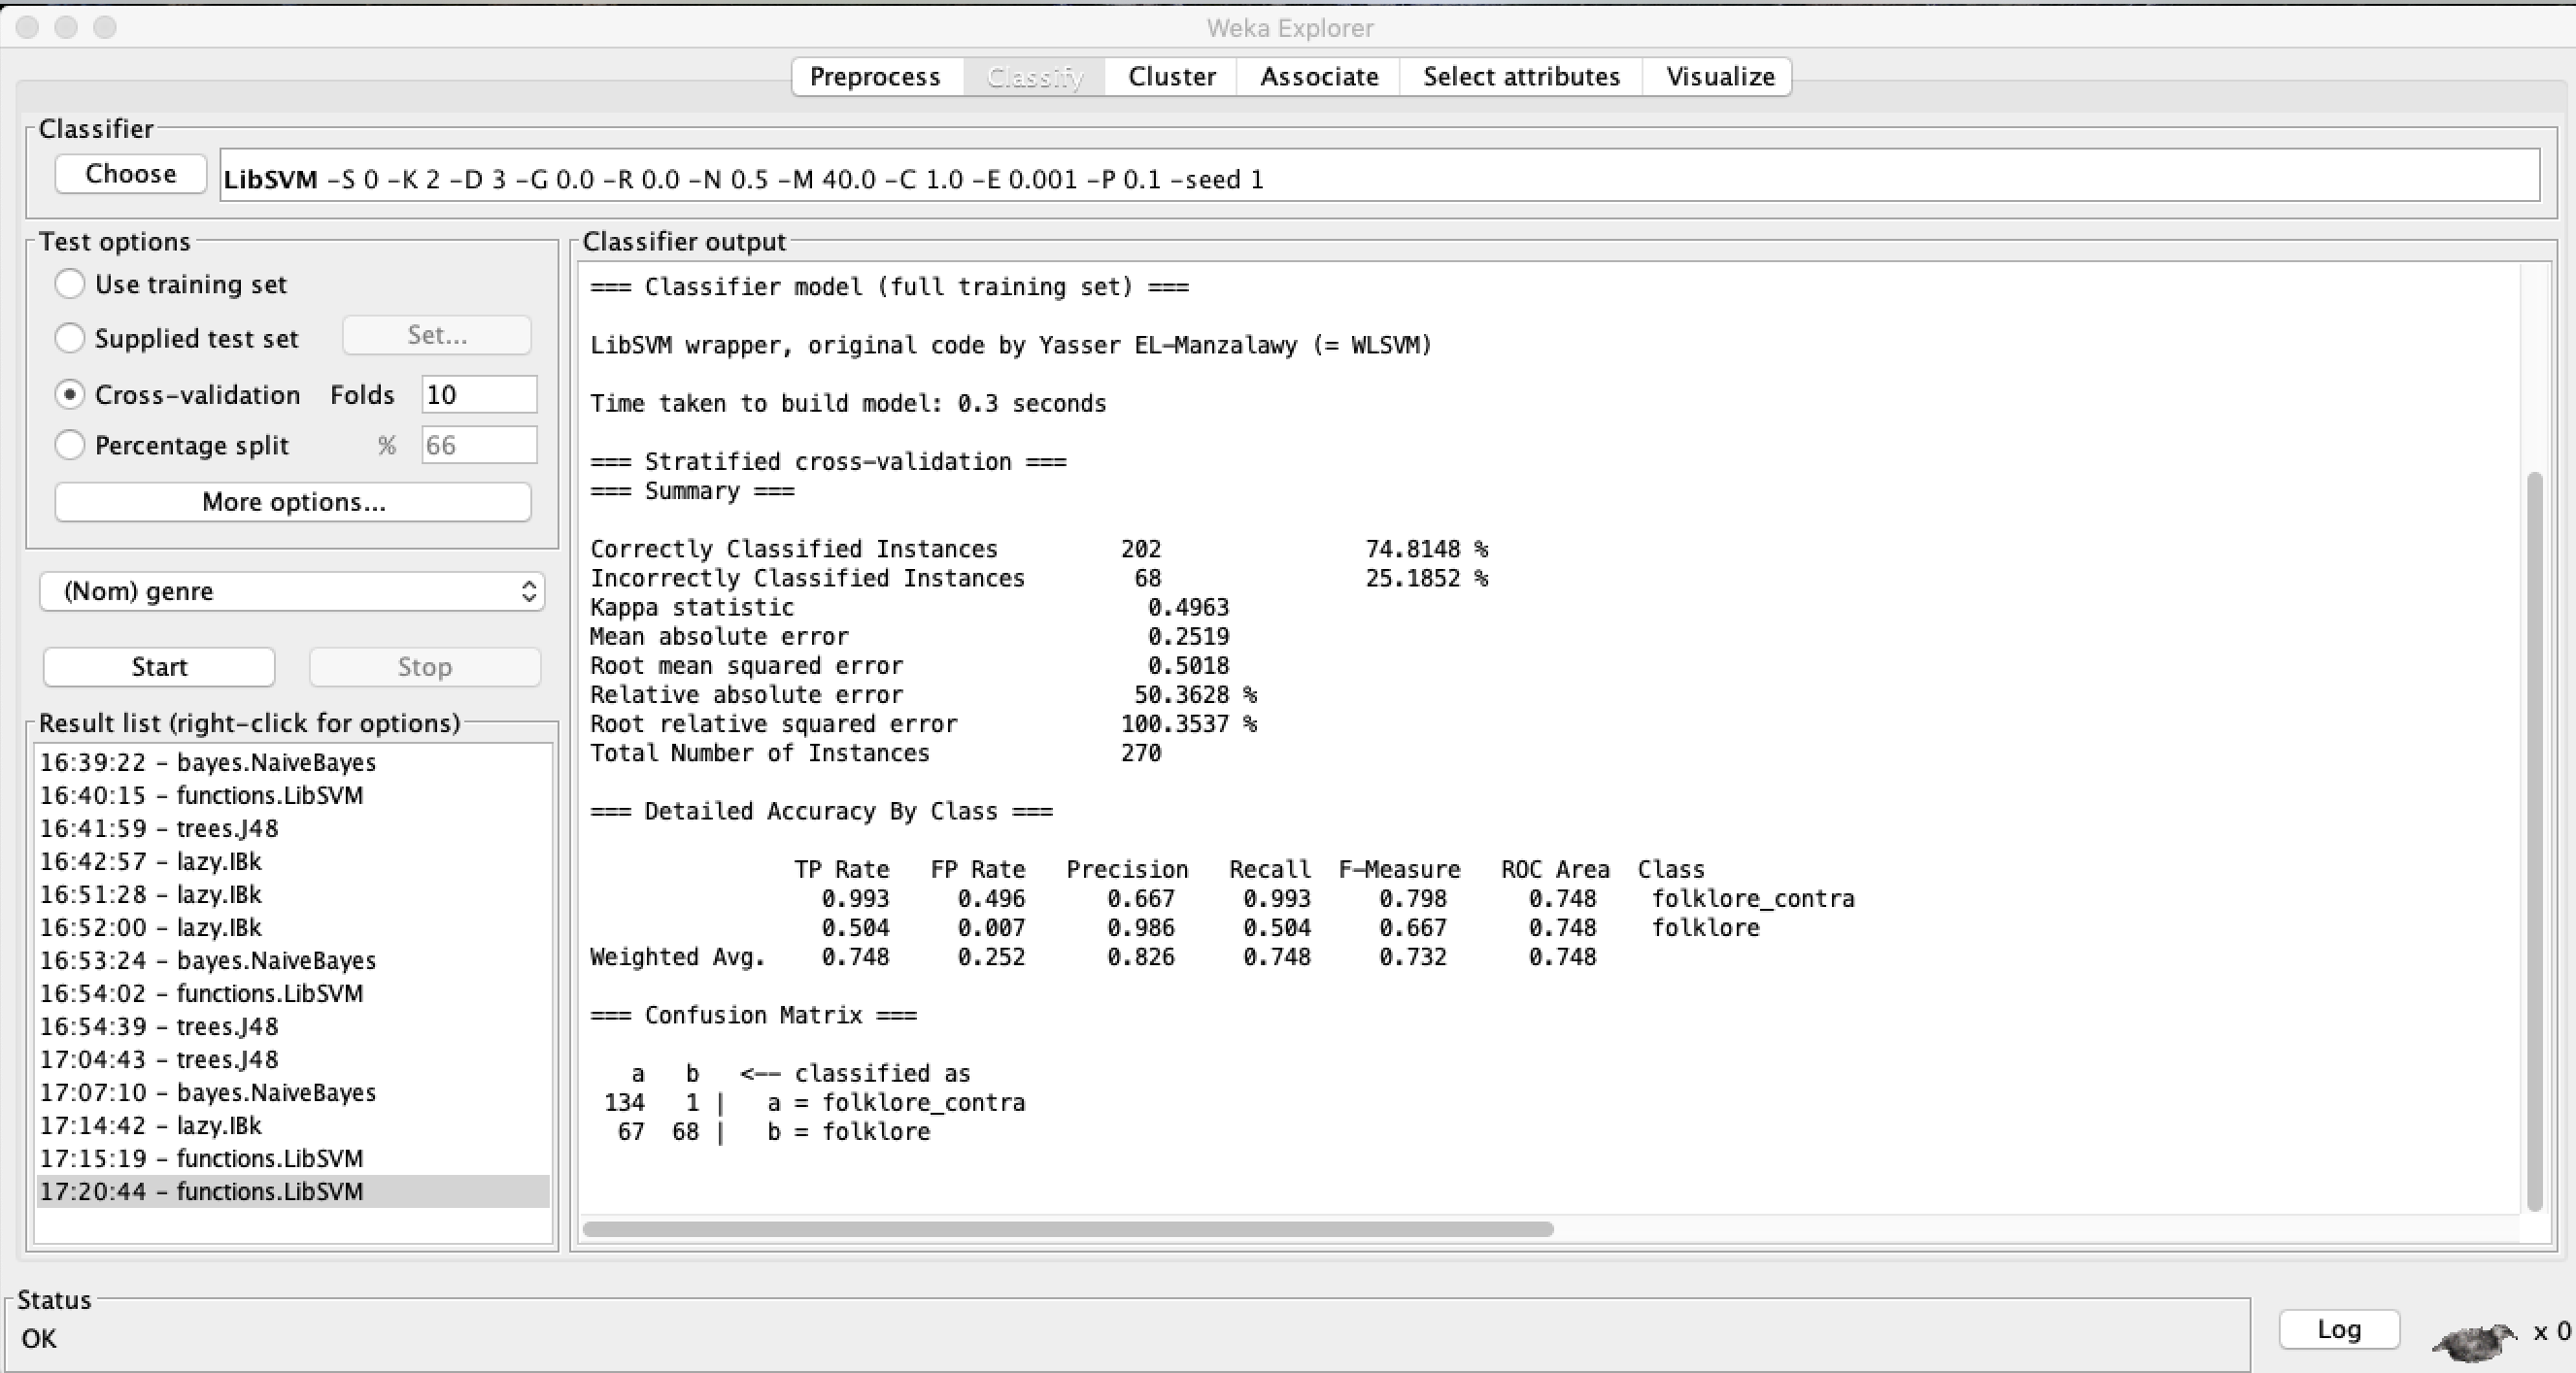 Weka Explorer
Preprocess Classify Cluster Associate Select attributes Visualize
Classifier
Choose LibSVM -S 0 -K 2 -D 3 -G 0.0 -R 0.0 -N 0.5 -M 40.0 -C 1.0 -E 0.001 -P 0.1 -seed 1
Test options
Use training set
Supplied test set Set...
Cross-validation Folds 10
Percentage split % 66
More options...
(Nom) genre
Start Stop
Result list (right-click for options)
16:39:22 - bayes.NaiveBayes
16:40:15 - functions.LibSVM
16:41:59 - trees.J48
16:42:57 - lazy.IBk
16:51:28 - lazy.IBk
16:52:00 - lazy.IBk
16:53:24 - bayes.NaiveBayes
16:54:02 - functions.LibSVM
16:54:39 - trees.J48
17:04:43 - trees.J48
17:07:10 - bayes.NaiveBayes
17:14:42 - lazy.IBk
17:15:19 - functions.LibSVM
17:20:44 - functions.LibSVM
Classifier output
=== Classifier model (full training set) ===
LibSVM wrapper, original code by Yasser EL-Manzalawy (= WLSVM)
Time taken to build model: 0.3 seconds
=== Stratified cross-validation ===
=== Summary ===
Correctly Classified Instances 202 74.8148 %
Incorrectly Classified Instances 68 25.1852 %
Kappa statistic 0.4963
Mean absolute error 0.2519
Root mean squared error 0.5018
Relative absolute error 50.3628 %
Root relative squared error 100.3537 %
Total Number of Instances 270
=== Detailed Accuracy By Class ===
TP Rate FP Rate Precision Recall F-Measure ROC Area Class
0.993 0.496 0.667 0.993 0.798 0.748 folklore_contra
0.504 0.007 0.986 0.504 0.667 0.748 folklore
Weighted Avg. 0.748 0.252 0.826 0.748 0.732 0.748
=== Confusion Matrix ===
a b <-- classified as
134 1 | a = folklore_contra
67 68 | b = folklore
Status
OK
Log x 0